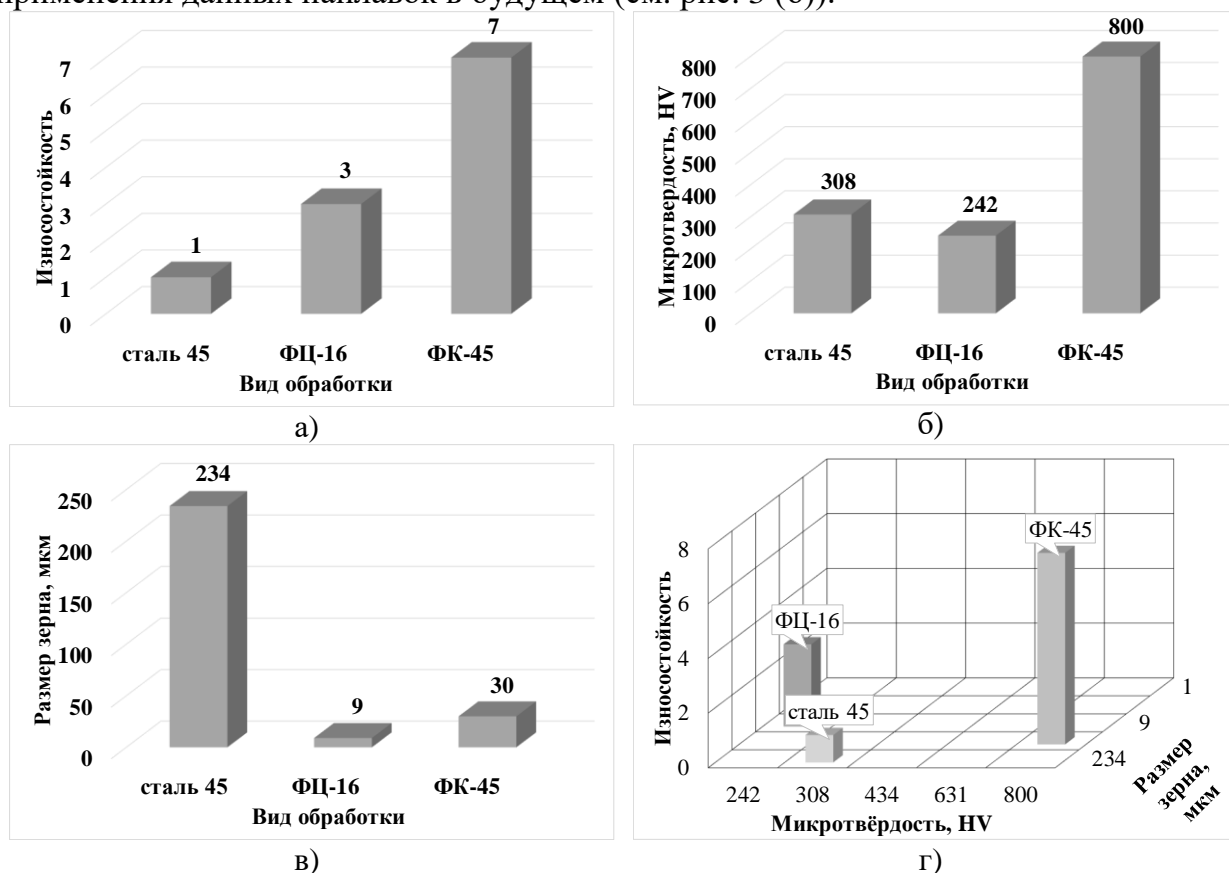 применения данных наплавок в будущем (см. рис. 3 (б)).
7
7
6
5
4
3
2
1
0
Износостойкость
1
3
сталь 45 ФЦ-16 ФК-45
Вид обработки
а)
800
800
700
600
500
400
300
200
100
0
Микротвердость, HV
308
242
сталь 45 ФЦ-16 ФК-45
Вид обработки
б)
234
250
200
150
100
50
0
Размер зерна, мкм
9
30
сталь 45 ФЦ-16 ФК-45
Вид обработки
в)
8
6
4
2
0
Износостойкость
ФК-45
ФЦ-16
сталь 45
1
9
234
Размер
зерна,
мкм
242 308 434 631 800
Микротвёрдость, HV
г)